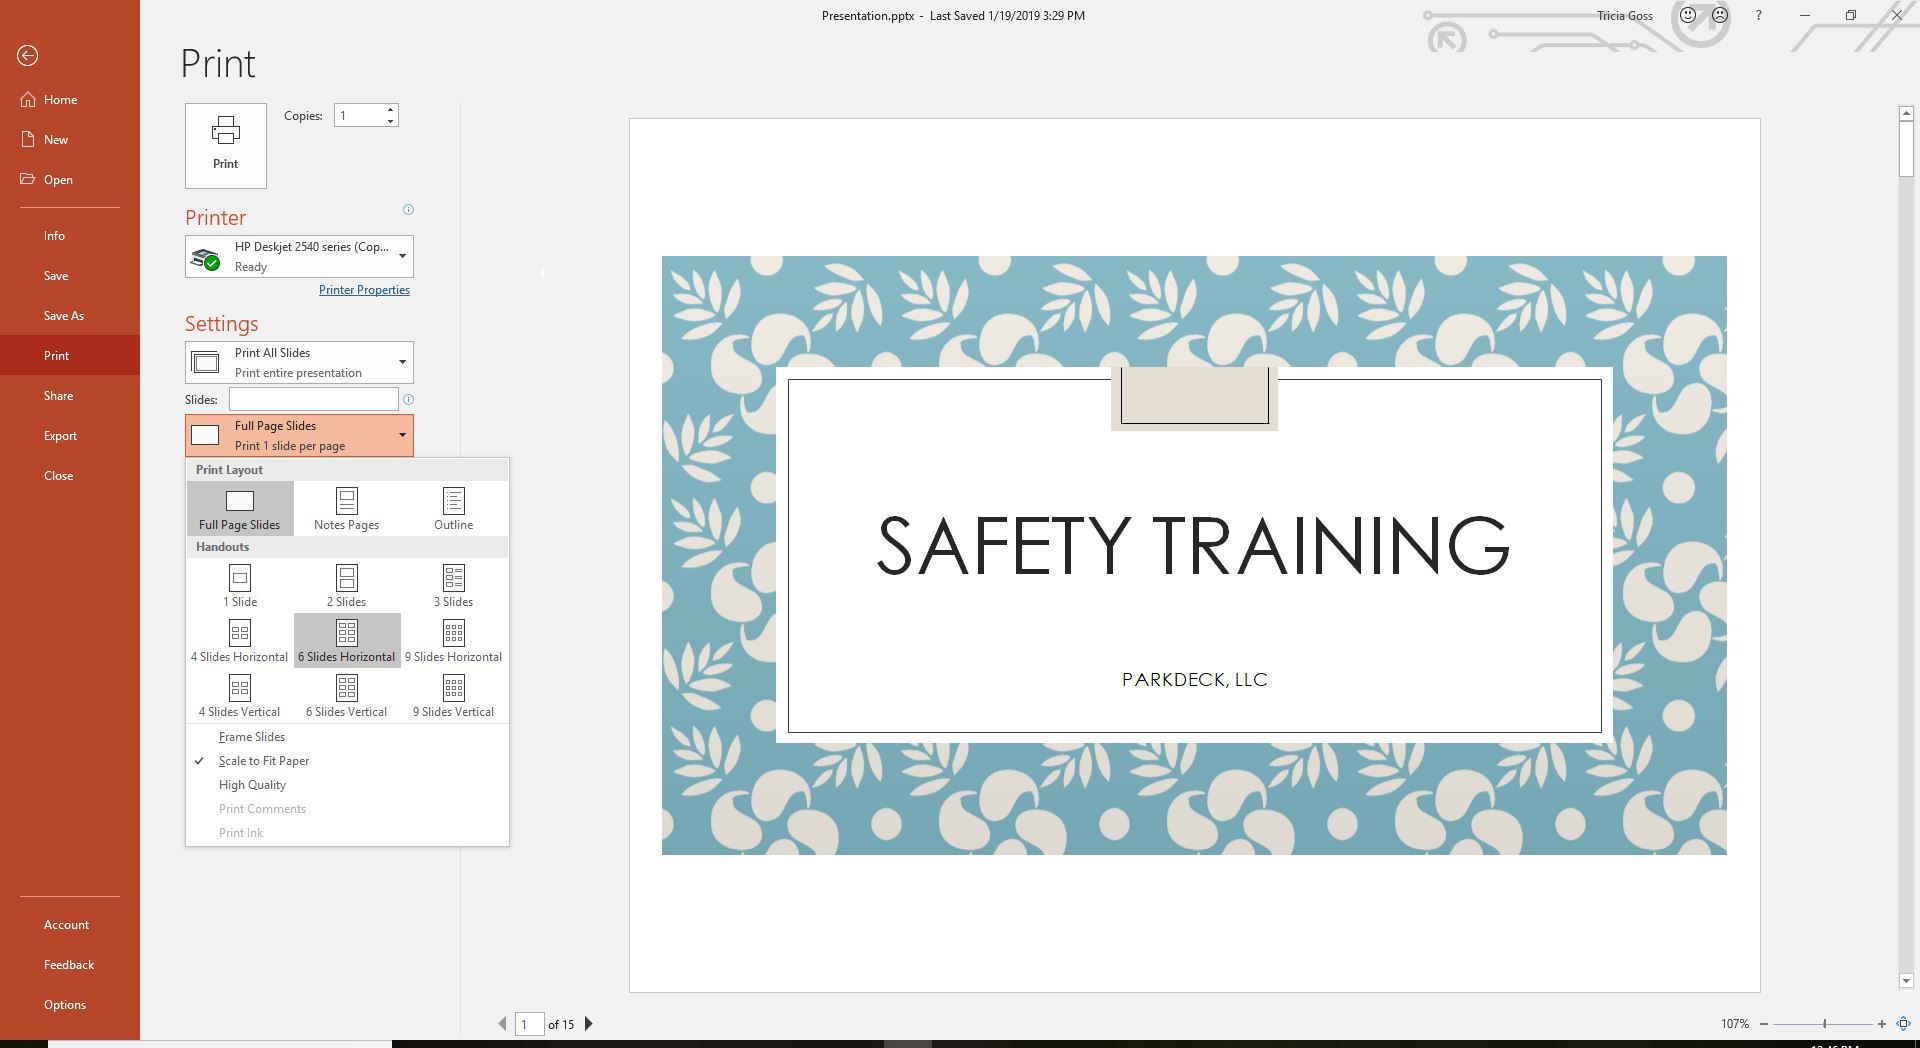 Presentation.pptx - Last Saved 1/19/2019 3:29 PM
Tricia Goss
?
Home
New
Open
Info
Save
Save As
Print
Share
Export
Close
Account
Feedback
Options
Print
Print
Copies: 1
Printer
HP Deskjet 2540 series (Cop...
Ready
Printer Properties
Settings
Print All Slides
Print entire presentation
Slides:
Full Page Slides
Print 1 slide per page
Print Layout
Full Page Slides Notes Pages Outline
Handouts
1 Slide 2 Slides 3 Slides
4 Slides Horizontal 6 Slides Horizontal 9 Slides Horizontal
4 Slides Vertical 6 Slides Vertical 9 Slides Vertical
Frame Slides
Scale to Fit Paper
High Quality
Print Comments
Print Ink
SAFETY TRAINING
PARKDECK, LLC
1 of 15
107%